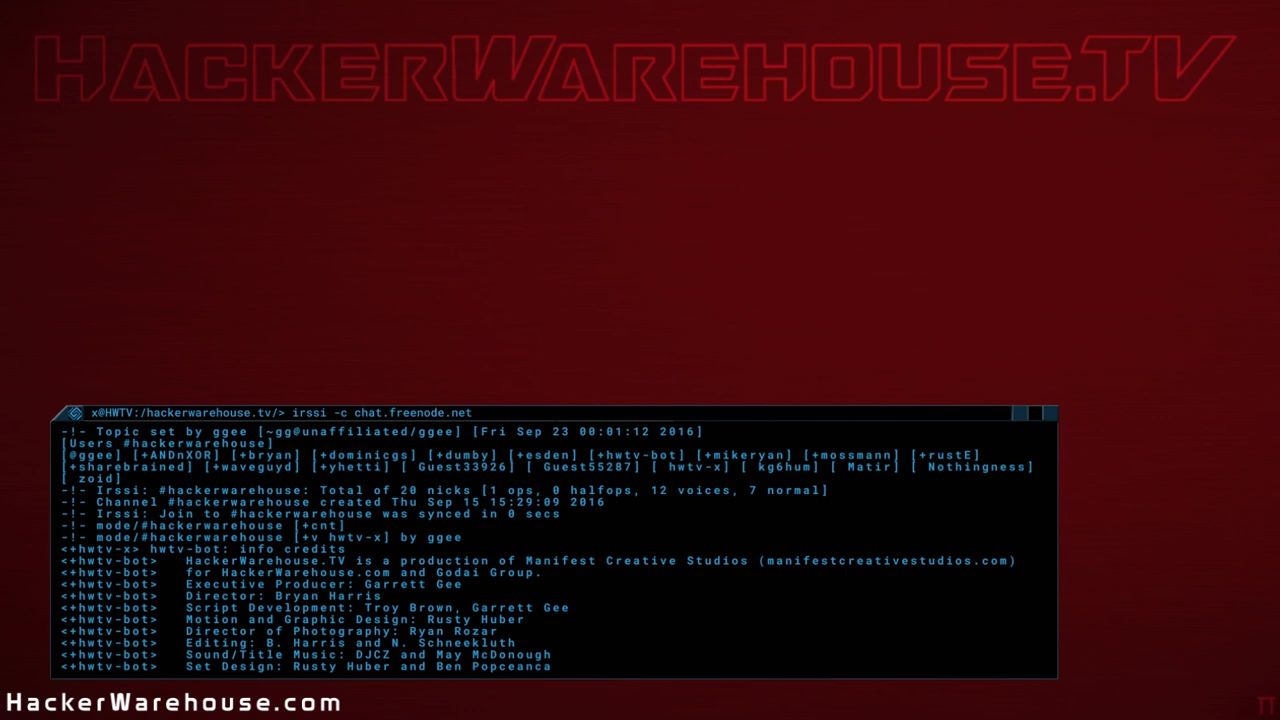 HACKERWAREHOUSE.TV
x@HWTV:/hackerwarehouse.tv/> irssi -c chat.freenode.net
-!- Topic set by ggee [~gg@unaffiliated/ggee] [Fri Sep 23 00:01:12 2016]
[Users #hackerwarehouse]
[@ggee] [+ANDnXOR] [+bryan] [+dominicgs] [+dumby] [+esden] [+hwtv-bot] [+mikeryan] [+mossmann] [+rustE]
[+sharebrained] [+waveguyd] [+yhetti] [ Guest33926] [ Guest55287] [ hwtv-x] [ kg6hum] [ Matir] [ Nothingness]
[ zoid]
-!- Irssi: #hackerwarehouse: Total of 20 nicks [1 ops, 0 halfops, 12 voices, 7 normal]
-!- Channel #hackerwarehouse created Thu Sep 15 15:29:09 2016
-!- Irssi: Join to #hackerwarehouse was synced in 0 secs
-!- mode/#hackerwarehouse [+cnt]
-!- mode/#hackerwarehouse [+v hwtv-x] by ggee
<+hwtv-x> hwtv-bot: info credits
<+hwtv-bot> HackerWarehouse.TV is a production of Manifest Creative Studios (manifestcreativestudios.com)
<+hwtv-bot> for HackerWarehouse.com and Godai Group.
<+hwtv-bot> Executive Producer: Garrett Gee
<+hwtv-bot> Director: Bryan Harris
<+hwtv-bot> Script Development: Troy Brown, Garrett Gee
<+hwtv-bot> Motion and Graphic Design: Rusty Huber
<+hwtv-bot> Director of Photography: Ryan Rozar
<+hwtv-bot> Editing: B. Harris and N. Schneekluth
<+hwtv-bot> Sound/Title Music: DJCZ and May McDonough
<+hwtv-bot> Set Design: Rusty Huber and Ben Popceanca
HackerWarehouse.com
π